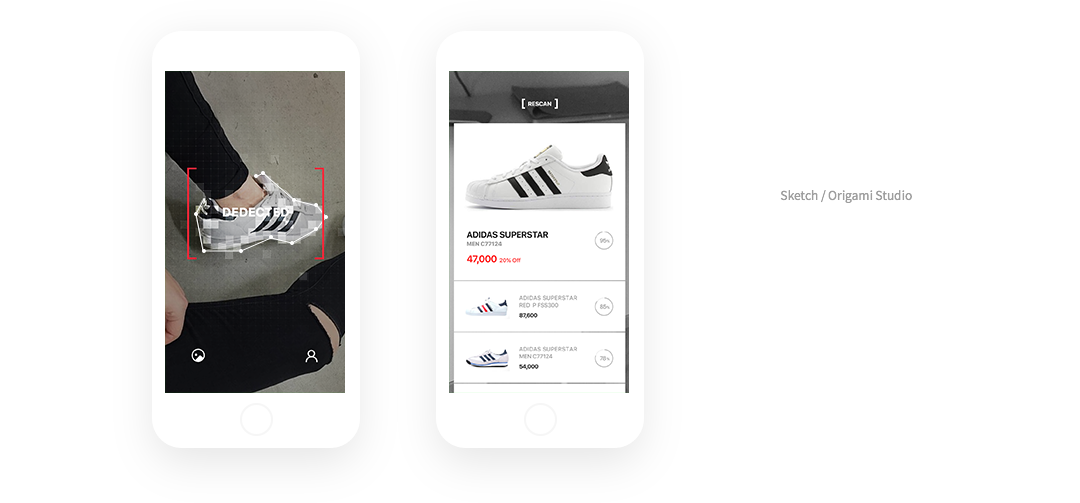 DEDECTED
[ RESCAN ]
ADIDAS SUPERSTAR
MEN C77124
47,000 20% Off
95%
ADIDAS SUPERSTAR
RED P F5S300
87,600
85%
ADIDAS SUPERSTAR
MEN C77124
54,000
78%
Sketch / Origami Studio